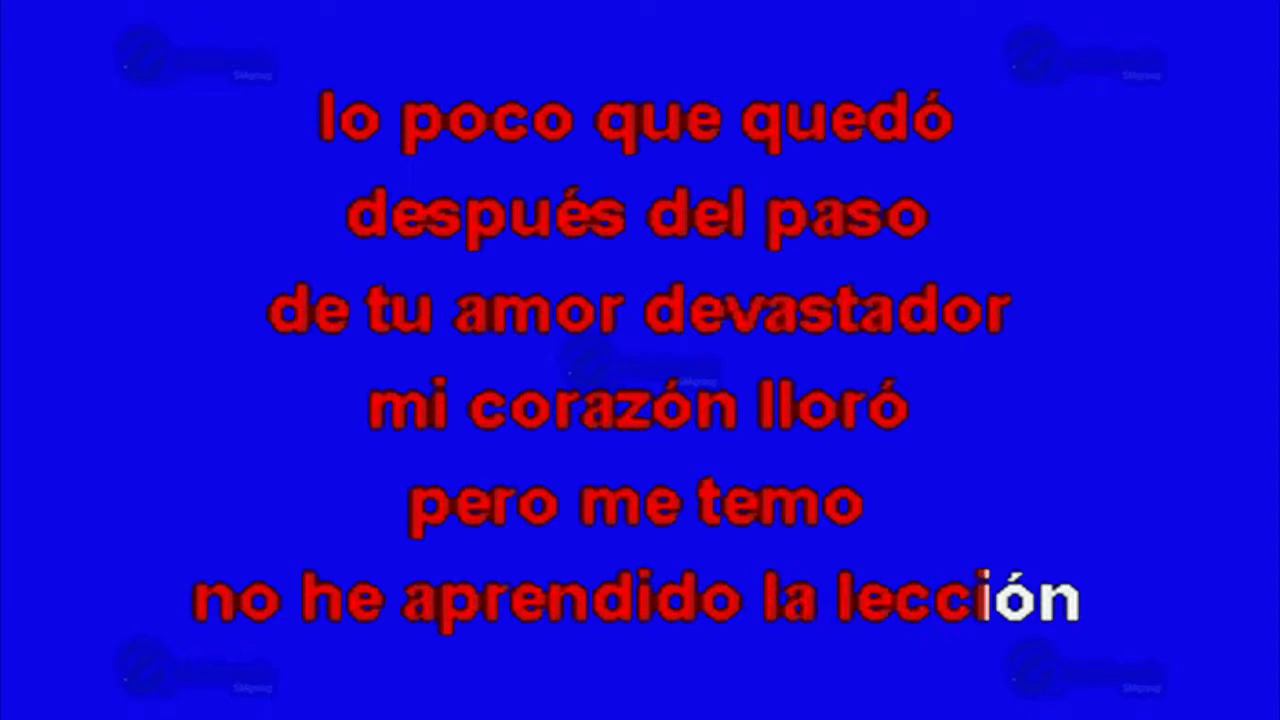 lo poco que quedó
después del paso
de tu amor devastador
mi corazón lloró
pero me temo
no he aprendido la lección